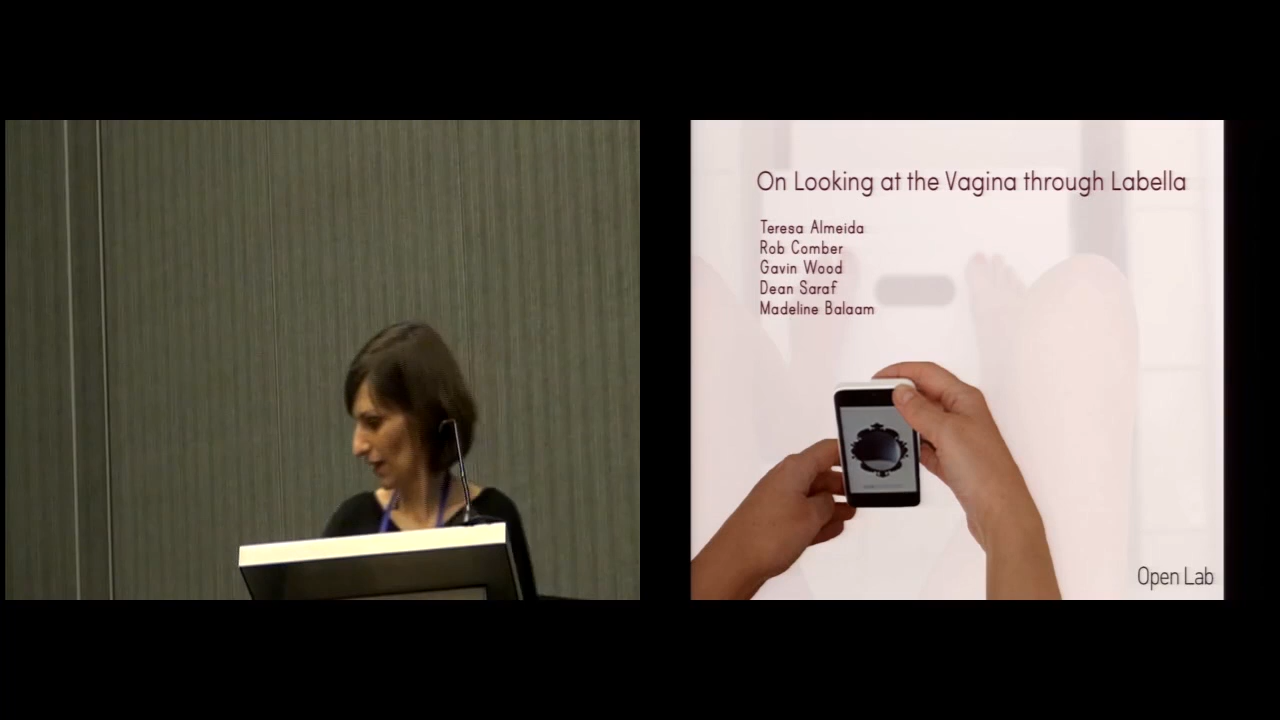 On Looking at the Vagina through Labella
Teresa Almeida
Rob Comber
Gavin Wood
Dean Saraf
Madeline Balaam
Open Lab